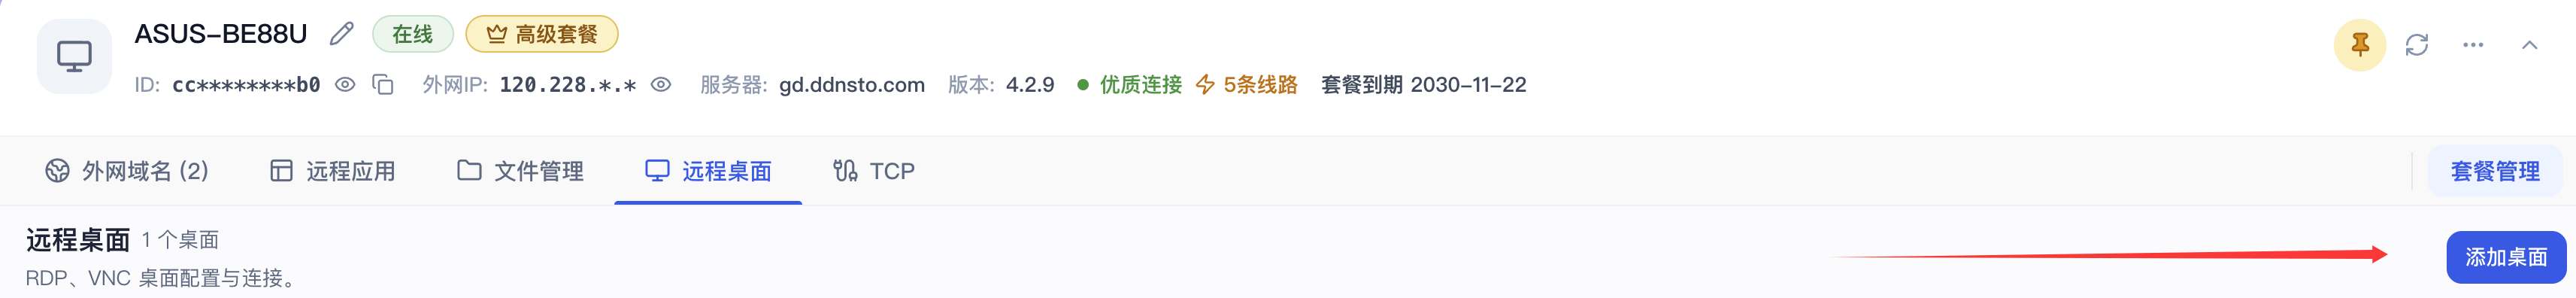 ASUS-BE88U 在线 高级套餐
ID: cc********b0 外网IP: 120.228.*.* 服务器: gd.ddnsto.com 版本: 4.2.9 优质连接 5条线路 套餐到期 2030-11-22
外网域名 (2) 远程应用 文件管理 远程桌面 TCP 套餐管理
远程桌面 1 个桌面
RDP、VNC 桌面配置与连接。
添加桌面